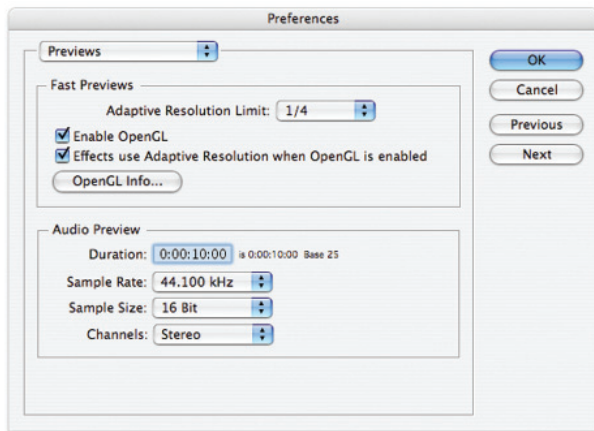 Preferences
Previews
OK
Cancel
Previous
Next
Fast Previews
Adaptive Resolution Limit: 1/4
Enable OpenGL
Effects use Adaptive Resolution when OpenGL is enabled
OpenGL Info...
Audio Preview
Duration: 0:00:10:00 is 0:00:10:00 Base 25
Sample Rate: 44.100 kHz
Sample Size: 16 Bit
Channels: Stereo